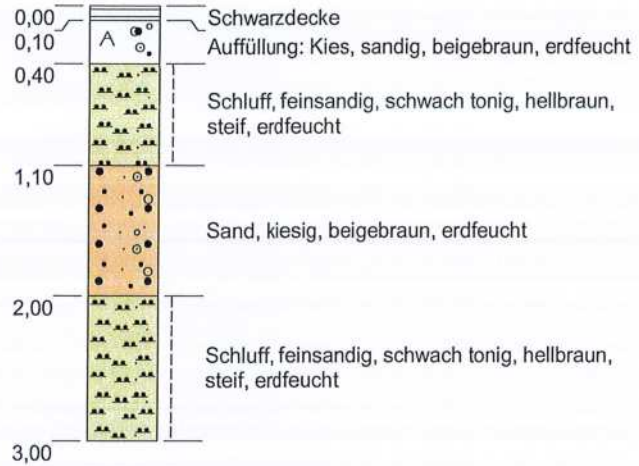 0,00
Schwarzdecke
0,10
A
Auffüllung: Kies, sandig, beigebraun, erdfeucht
0,40
Schluff, feinsandig, schwach tonig, hellbraun,
steif, erdfeucht
1,10
Sand, kiesig, beigebraun, erdfeucht
2,00
Schluff, feinsandig, schwach tonig, hellbraun,
steif, erdfeucht
3,00